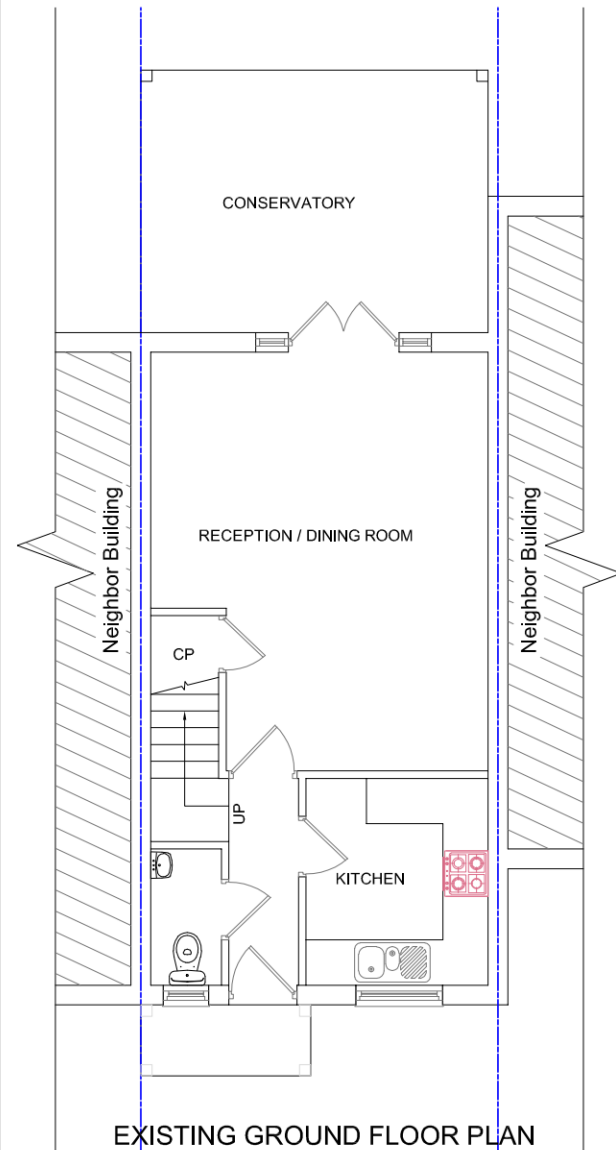 CONSERVATORY
Neighbor Building
Neighbor Building
RECEPTION / DINING ROOM
CP
UP
KITCHEN
EXISTING GROUND FLOOR PLAN